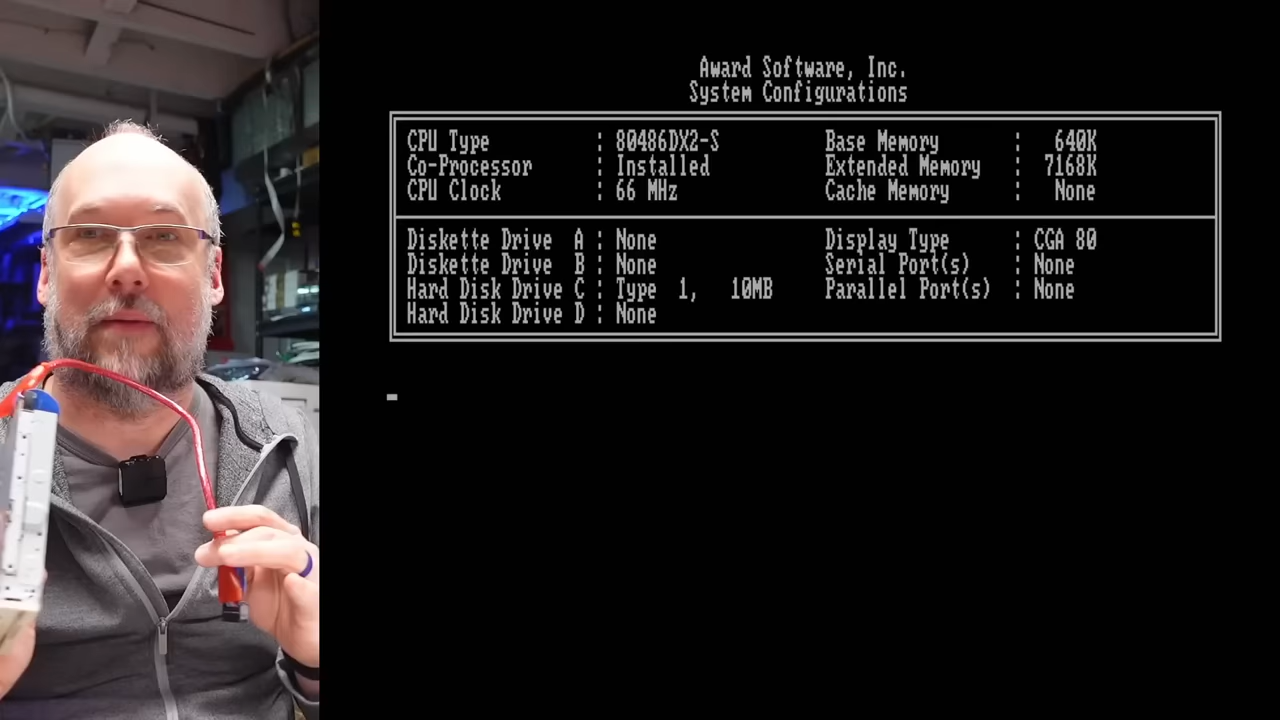 Award Software, Inc.
System Configurations
CPU Type : 80486DX2-S Base Memory : 640K
Co-Processor : Installed Extended Memory : 7168K
CPU Clock : 66 MHz Cache Memory : None
Diskette Drive A : None Display Type : CGA 80
Diskette Drive B : None Serial Port(s) : None
Hard Disk Drive C : Type 1, 10MB Parallel Port(s) : None
Hard Disk Drive D : None